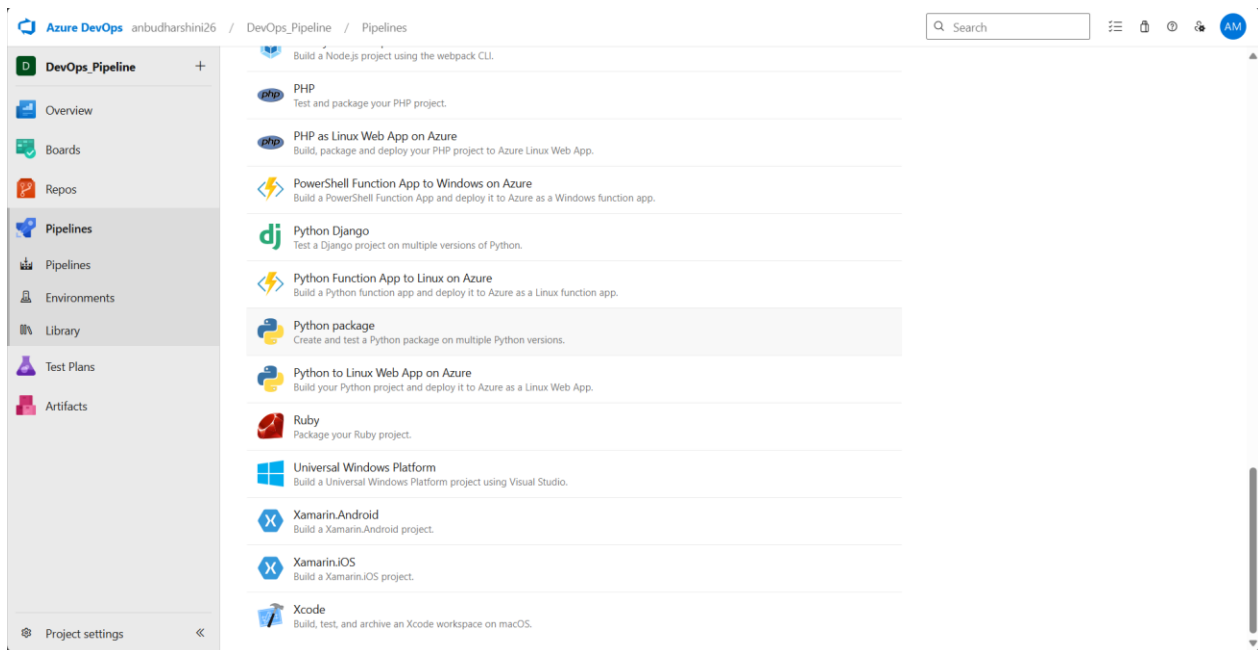 Azure DevOps anbudharshini26 / DevOps_Pipeline / Pipelines
Search
AM
D DevOps_Pipeline +
Overview
Boards
Repos
Pipelines
Pipelines
Environments
Library
Test Plans
Artifacts
Project settings
Build a Node.js project using the webpack CLI.
php
PHP
Test and package your PHP project.
php
PHP as Linux Web App on Azure
Build, package and deploy your PHP project to Azure Linux Web App.
PowerShell Function App to Windows on Azure
Build a PowerShell Function App and deploy it to Azure as a Windows function app.
dj
Python Django
Test a Django project on multiple versions of Python.
Python Function App to Linux on Azure
Build a Python function app and deploy it to Azure as a Linux function app.
Python package
Create and test a Python package on multiple Python versions.
Python to Linux Web App on Azure
Build your Python project and deploy it to Azure as a Linux Web App.
Ruby
Package your Ruby project.
Universal Windows Platform
Build a Universal Windows Platform project using Visual Studio.
Xamarin.Android
Build a Xamarin.Android project.
Xamarin.iOS
Build a Xamarin.iOS project.
Xcode
Build, test, and archive an Xcode workspace on macOS.